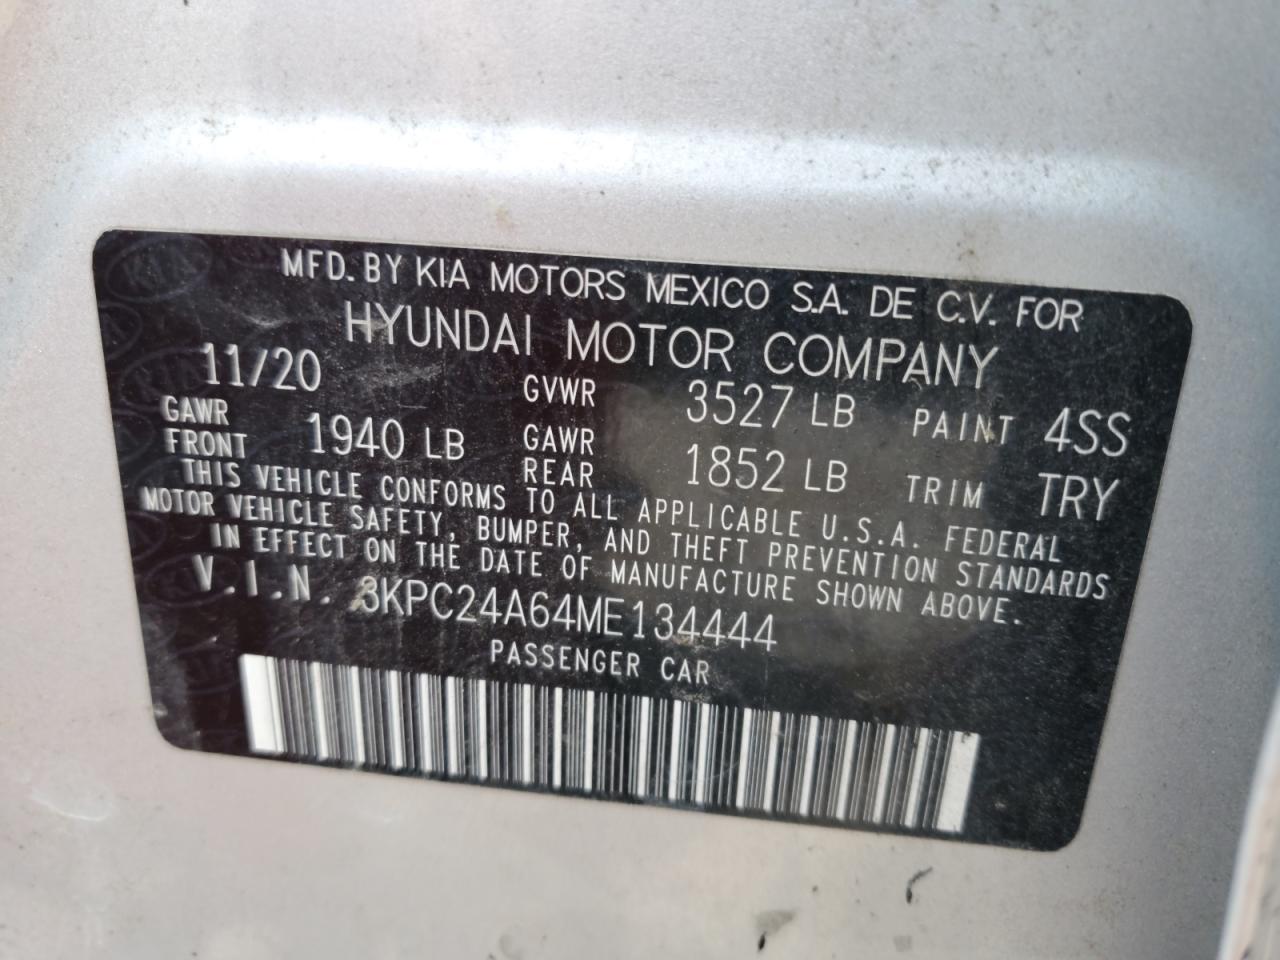 MFD. BY KIA MOTORS MEXICO S.A. DE C.V. FOR
HYUNDAI MOTOR COMPANY
11/20 GVWR 3527 LB PAINT 4SS
GAWR FRONT 1940 LB GAWR REAR 1852 LB TRIM TRY
THIS VEHICLE CONFORMS TO ALL APPLICABLE U.S.A. FEDERAL
MOTOR VEHICLE SAFETY, BUMPER, AND THEFT PREVENTION STANDARDS
IN EFFECT ON THE DATE OF MANUFACTURE SHOWN ABOVE.
V.I.N. 3KPC24A64ME134444
PASSENGER CAR